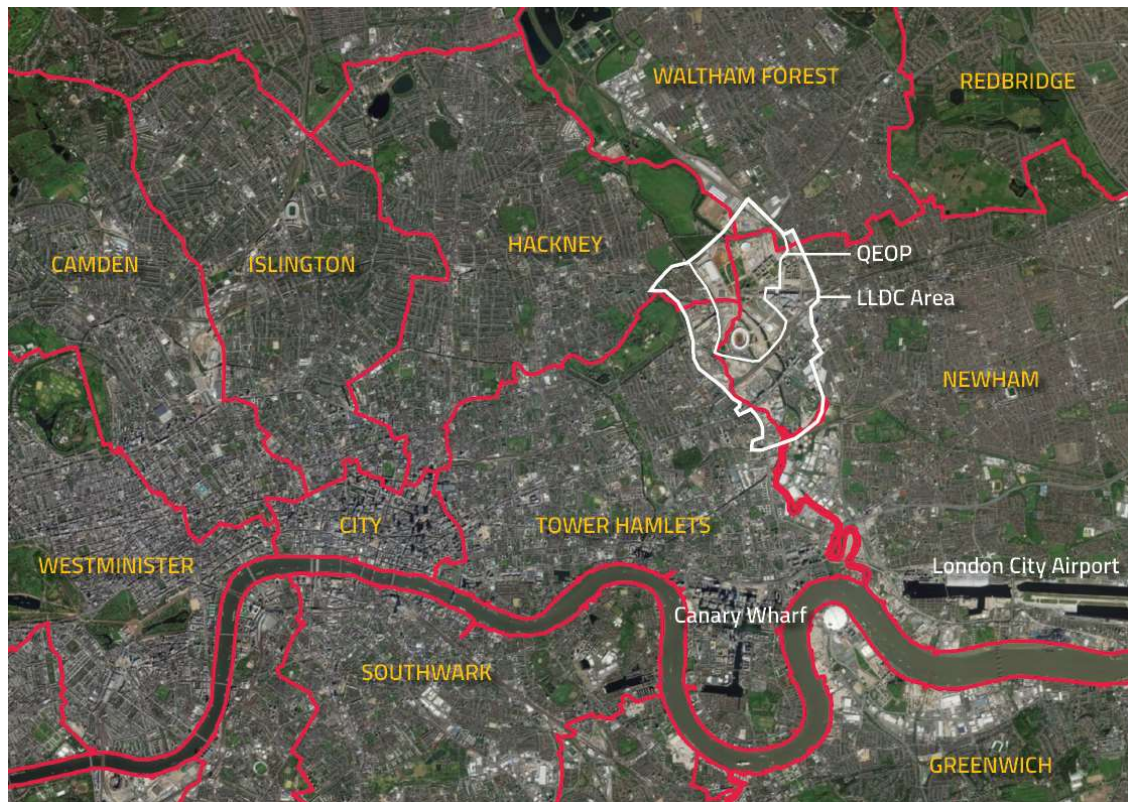 WALTHAM FOREST
REDBRIDGE
HACKNEY
QEOP
CAMDEN
ISLINGTON
LLDC Area
NEWHAM
CITY
TOWER HAMLETS
WESTMINISTER
London City Airport
Canary Wharf
SOUTHWARK
GREENWICH